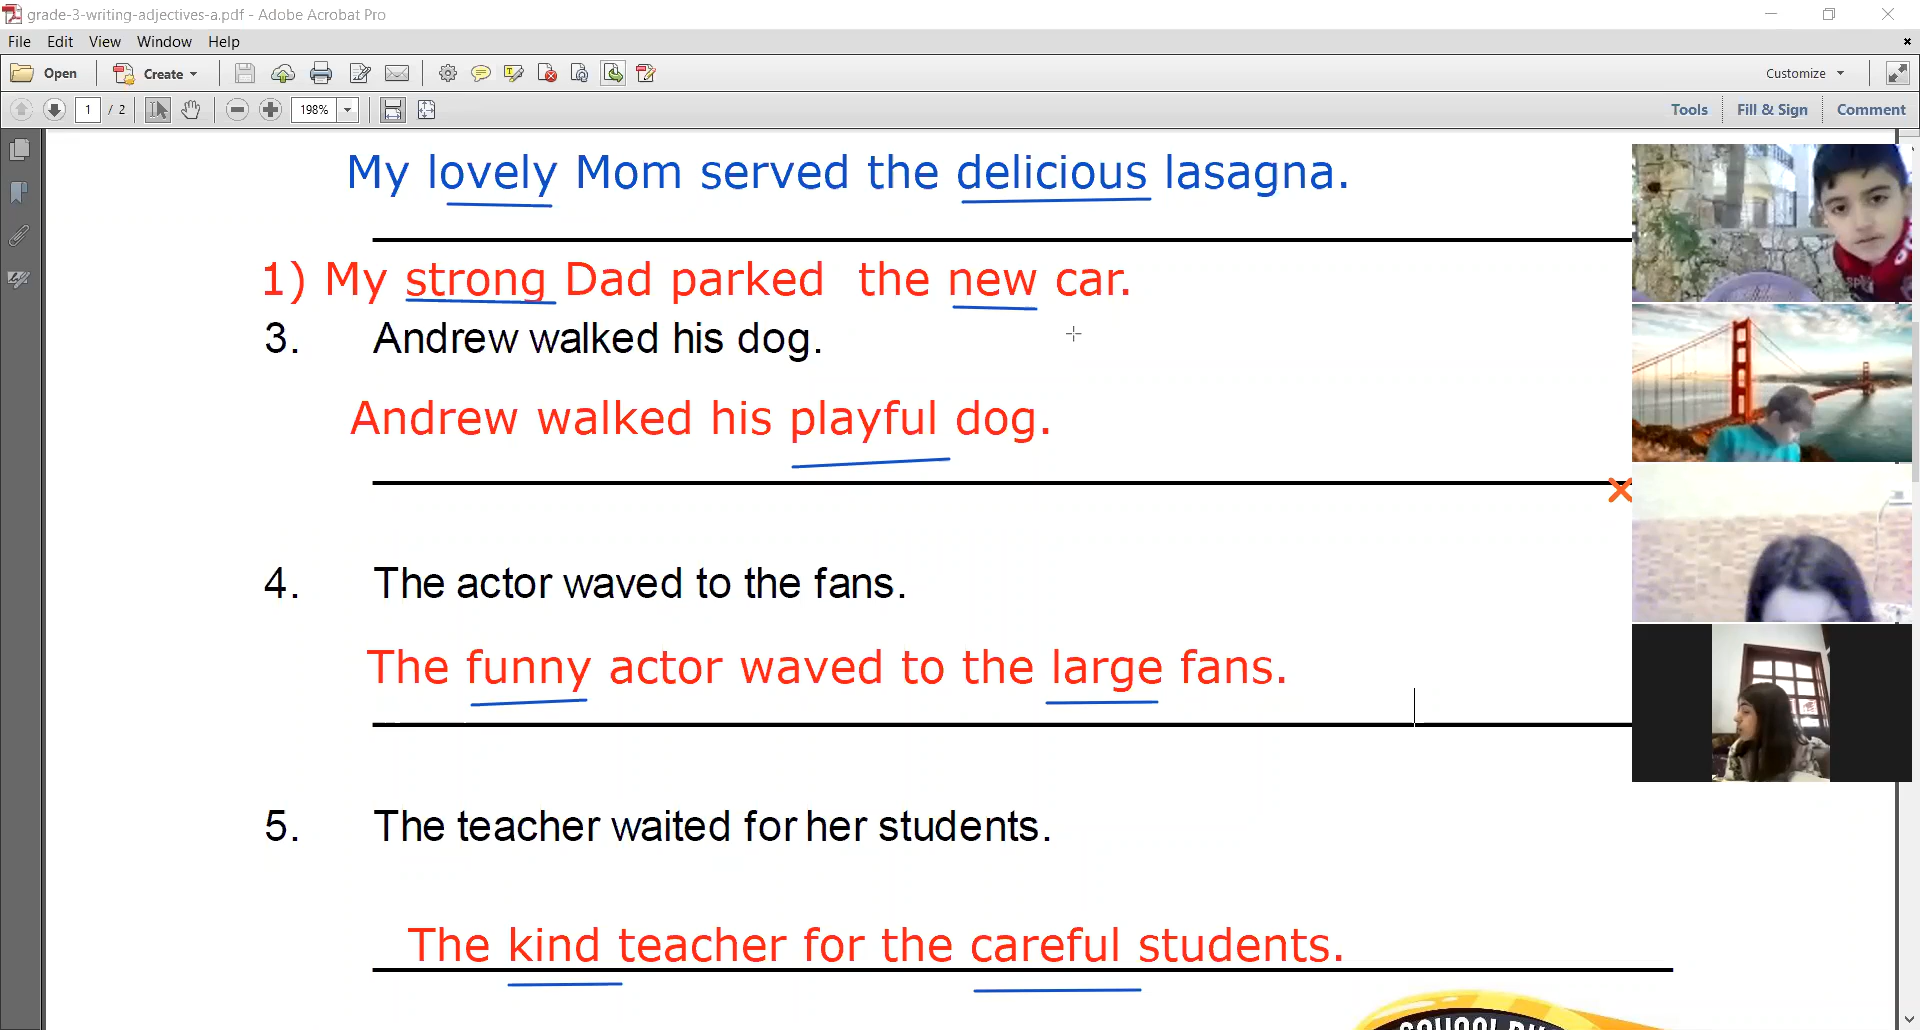 grade-3-writing-adjectives-a.pdf - Adobe Acrobat Pro
File Edit View Window Help
Open Create Customize
1 / 2 198% Tools Fill & Sign Comment
My lovely Mom served the delicious lasagna.
1) My strong Dad parked the new car.
3. Andrew walked his dog.
Andrew walked his playful dog.
4. The actor waved to the fans.
The funny actor waved to the large fans.
5. The teacher waited for her students.
The kind teacher for the careful students.